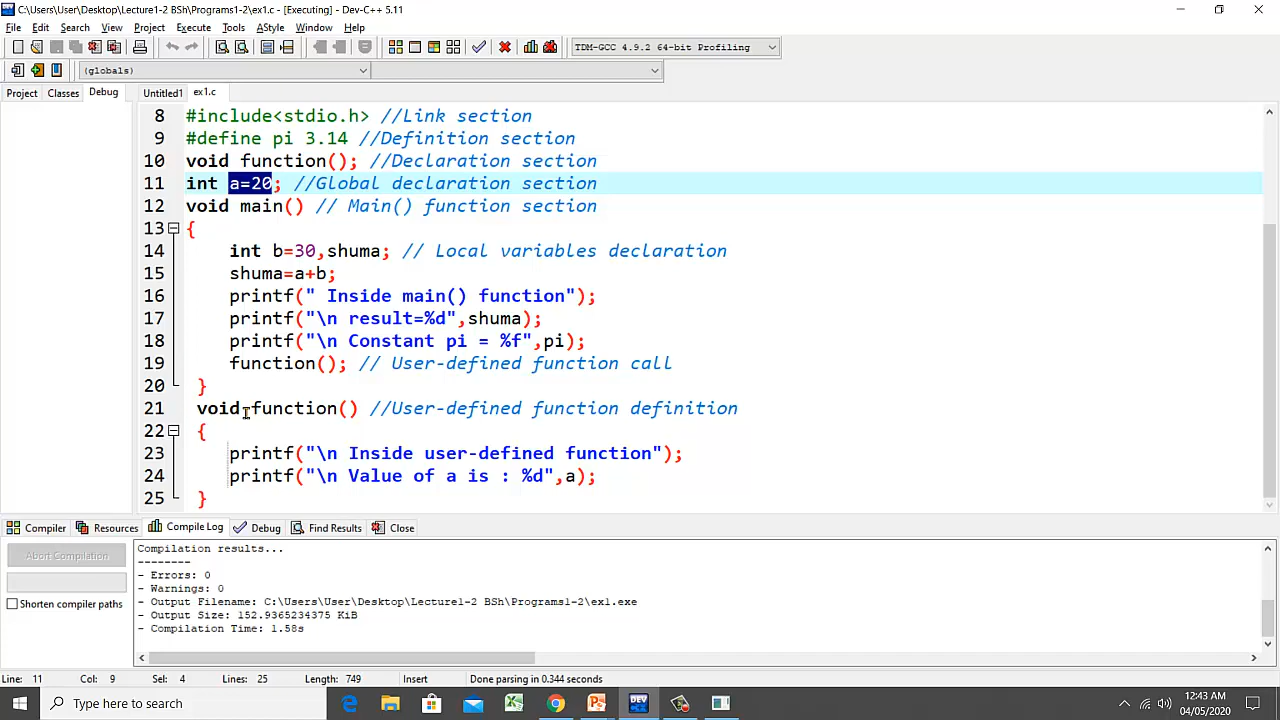 C:\Users\User\Desktop\Lecture1-2 BSh\Programs1-2\ex1.c - [Executing] - Dev-C++ 5.11
File Edit Search View Project Execute Tools AStyle Window Help
TDM-GCC 4.9.2 64-bit Profiling
(globals)
Project Classes Debug Untitled1 ex1.c
8 #include<stdio.h> //Link section
9 #define pi 3.14 //Definition section
10 void function(); //Declaration section
11 int a=20; //Global declaration section
12 void main() // Main() function section
13 {
14 int b=30,shuma; // Local variables declaration
15 shuma=a+b;
16 printf(" Inside main() function");
17 printf("\n result=%d",shuma);
18 printf("\n Constant pi = %f",pi);
19 function(); // User-defined function call
20 }
21 void function() //User-defined function definition
22 {
23 printf("\n Inside user-defined function");
24 printf("\n Value of a is : %d",a);
25 }
Compiler Resources Compile Log Debug Find Results Close
Abort Compilation
Shorten compiler paths
Compilation results...
--------
- Errors: 0
- Warnings: 0
- Output Filename: C:\Users\User\Desktop\Lecture1-2 BSh\Programs1-2\ex1.exe
- Output Size: 152.9365234375 KiB
- Compilation Time: 1.58s
Line: 11 Col: 9 Sel: 4 Lines: 25 Length: 749 Insert Done parsing in 0.344 seconds
Type here to search
DEV
12:43 AM
04/05/2020